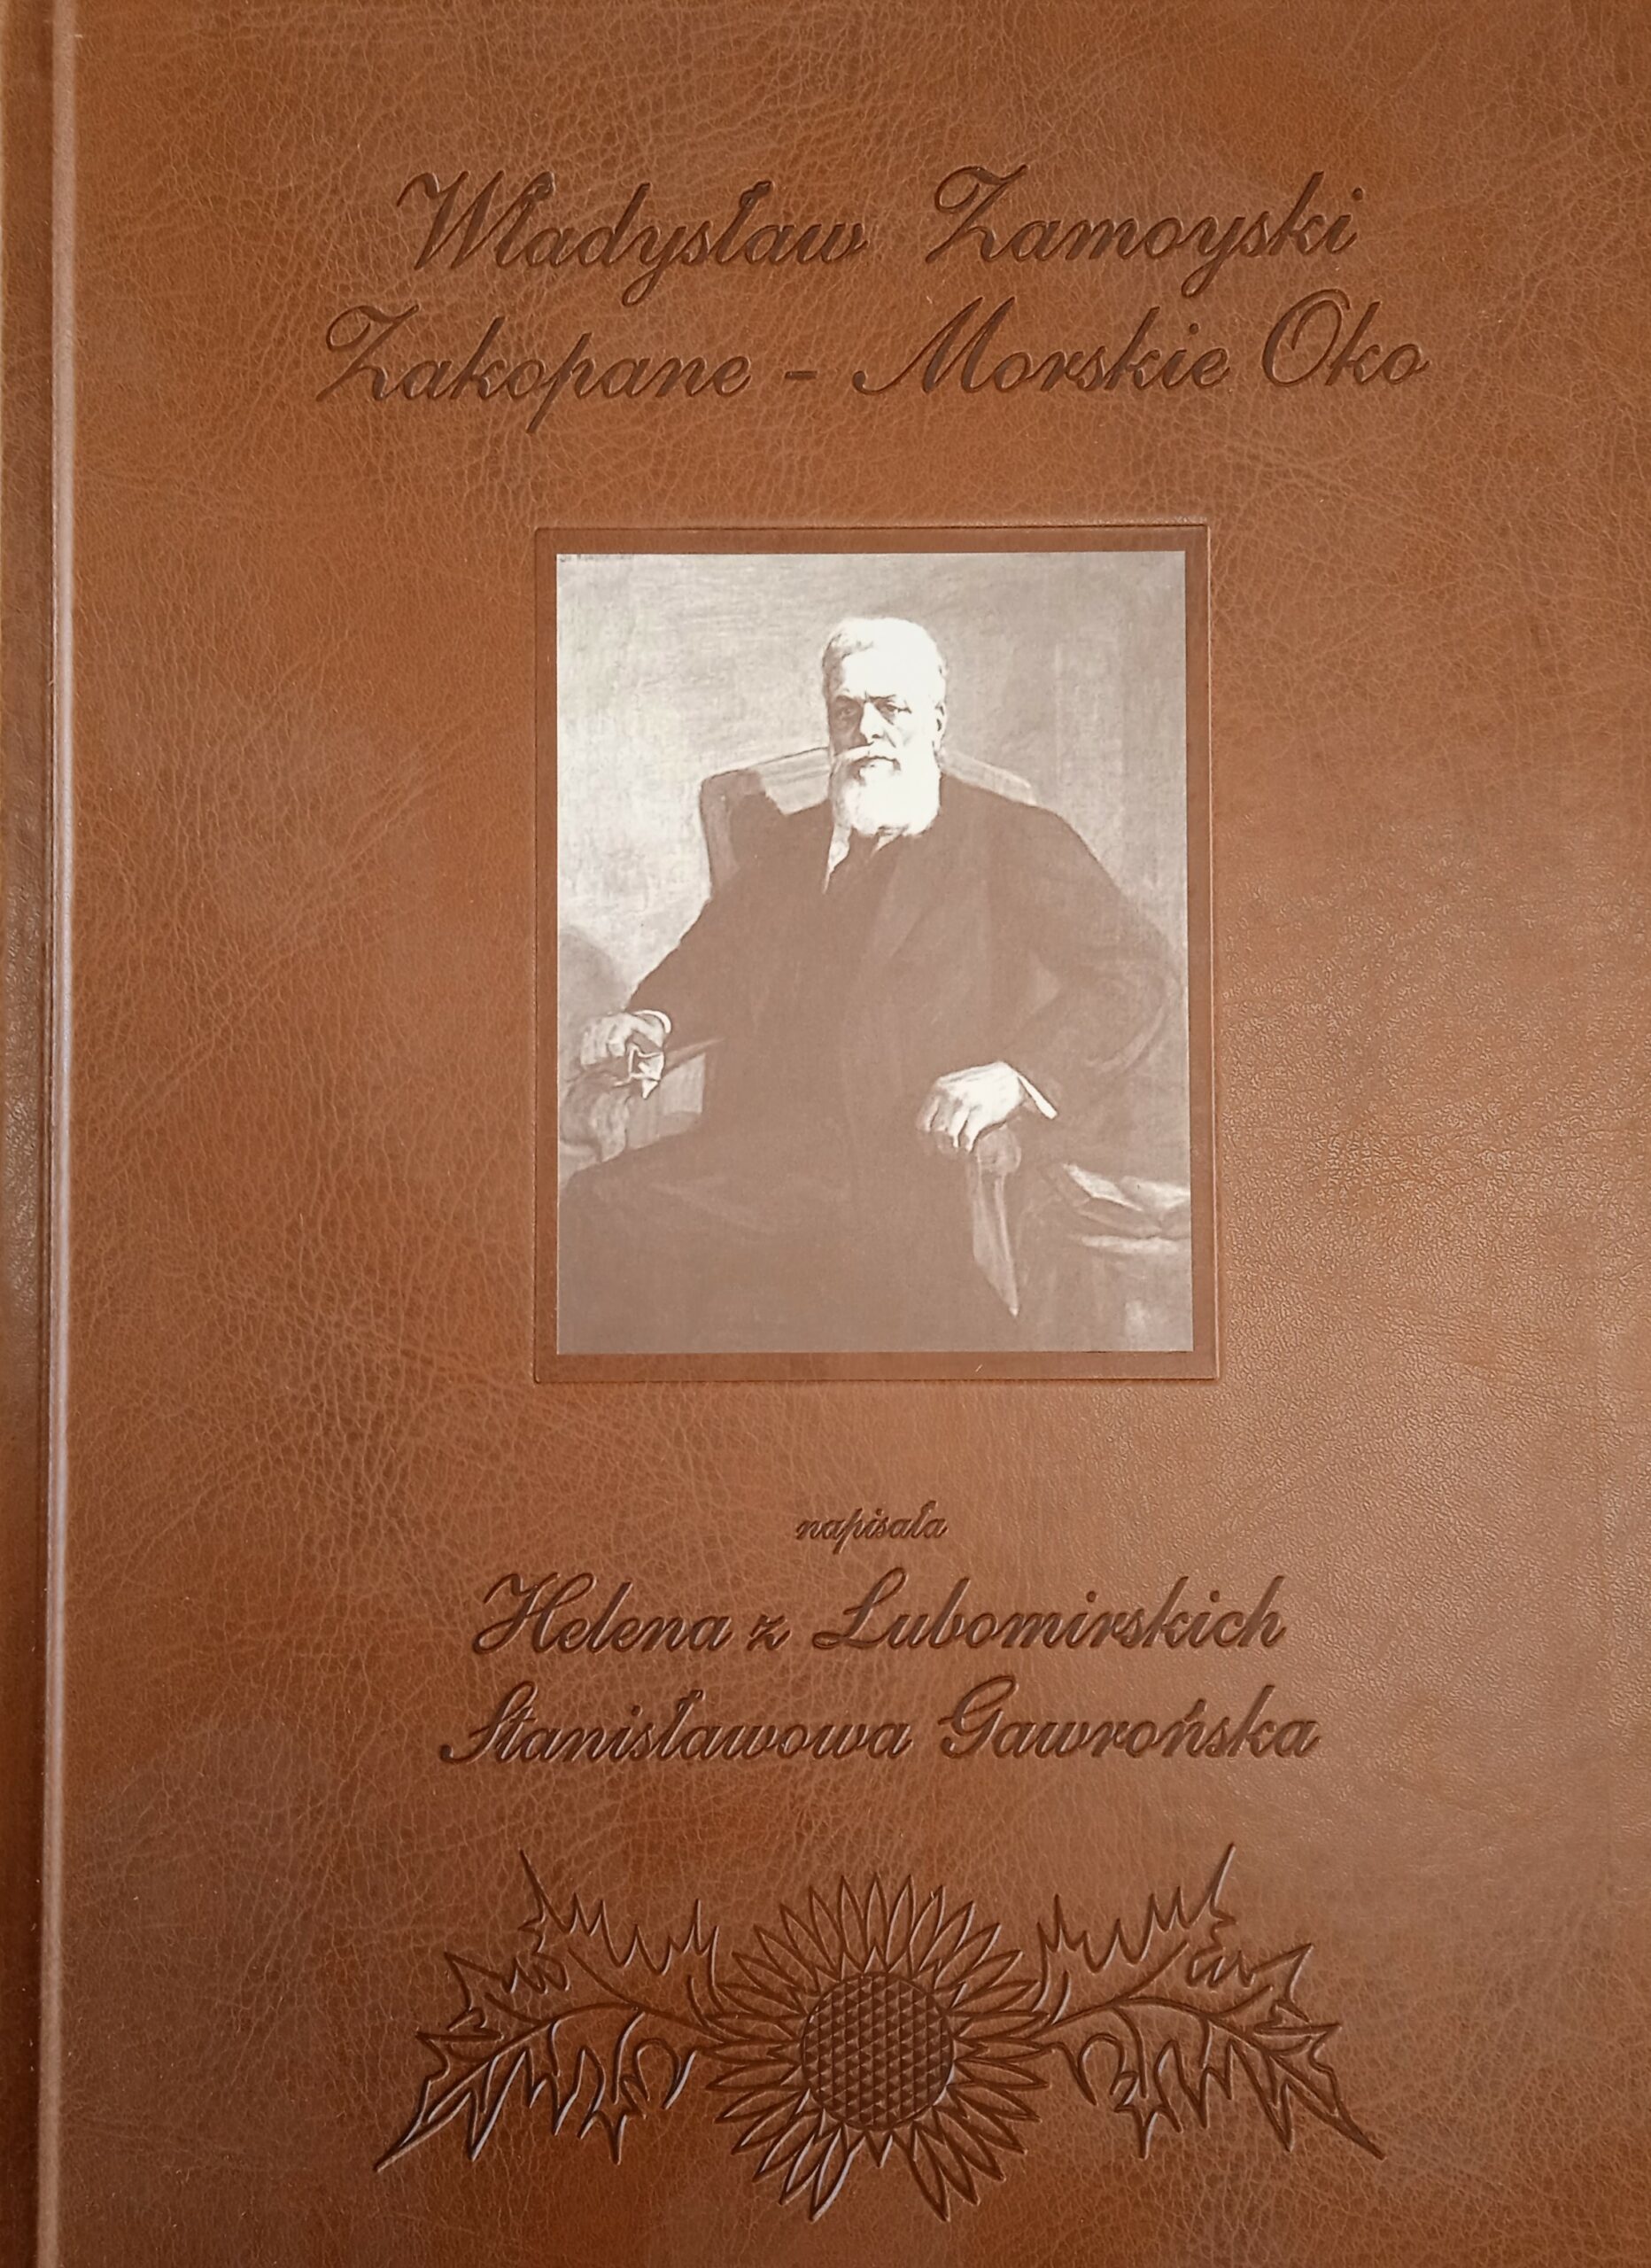 Władysław Zamoyski
Zakopane - Morskie Oko
napisała
Helena z Lubomirskich
Stanisławowa Gawrońska